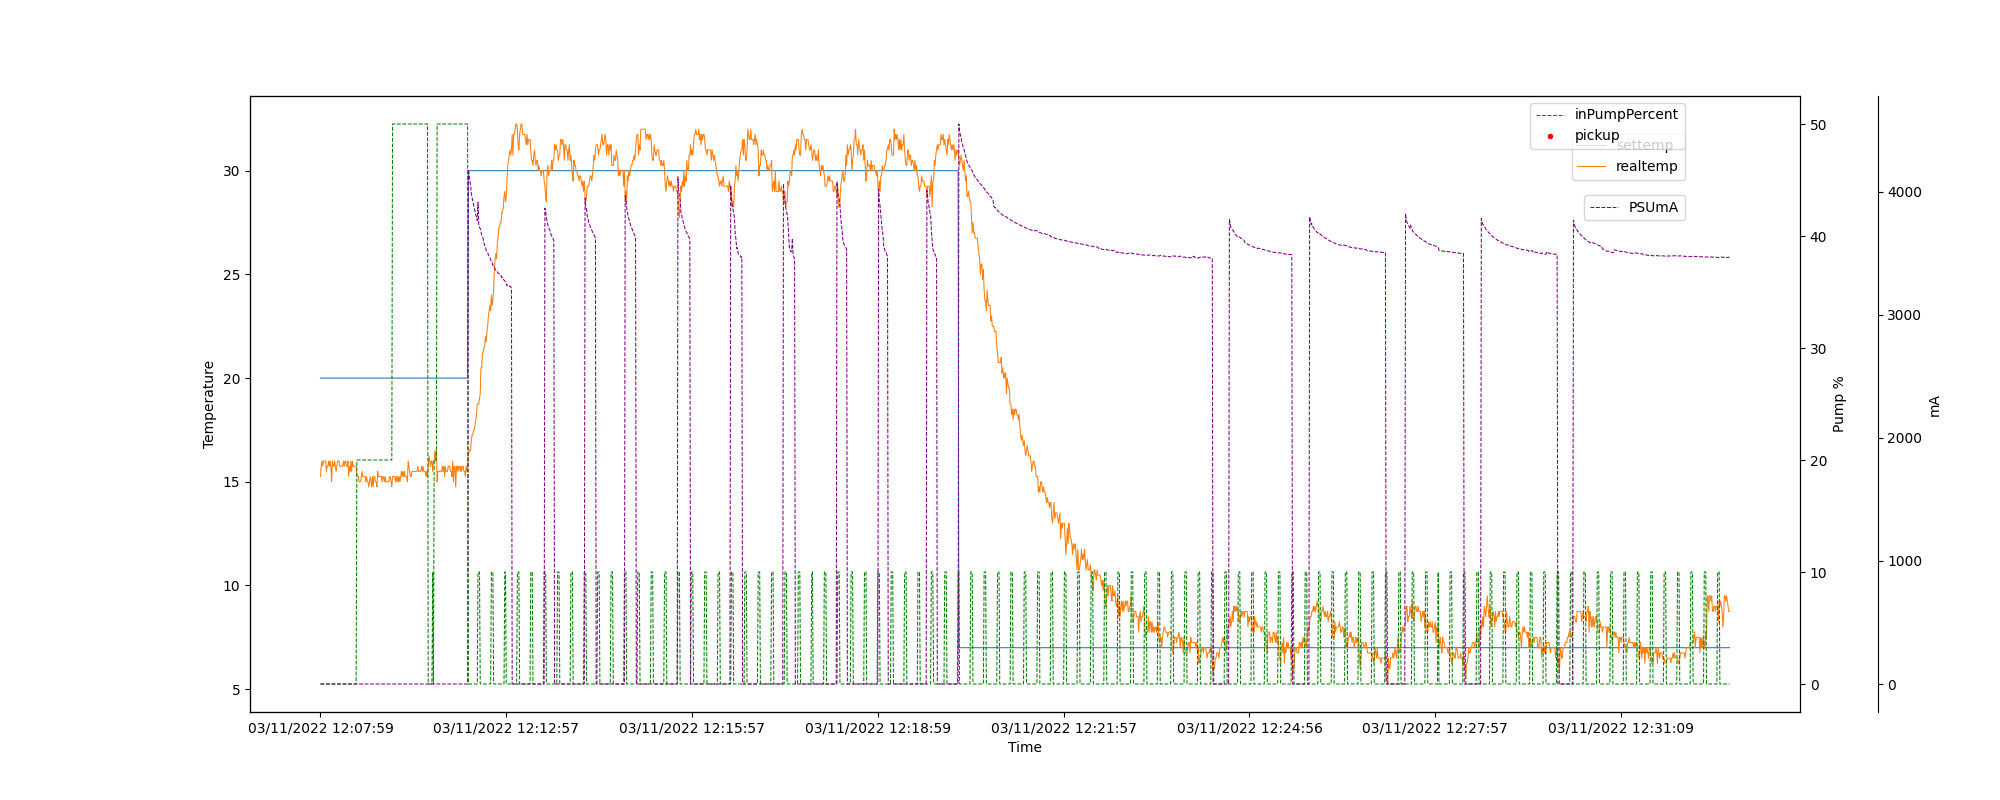 inPumpPercent
pickup
settemp
realtemp
PSUmA
30
25
20
15
10
5
Temperature
50
40
30
20
10
0
Pump %
4000
3000
2000
1000
0
mA
03/11/2022 12:07:59
03/11/2022 12:12:57
03/11/2022 12:15:57
03/11/2022 12:18:59
03/11/2022 12:21:57
03/11/2022 12:24:56
03/11/2022 12:27:57
03/11/2022 12:31:09
Time